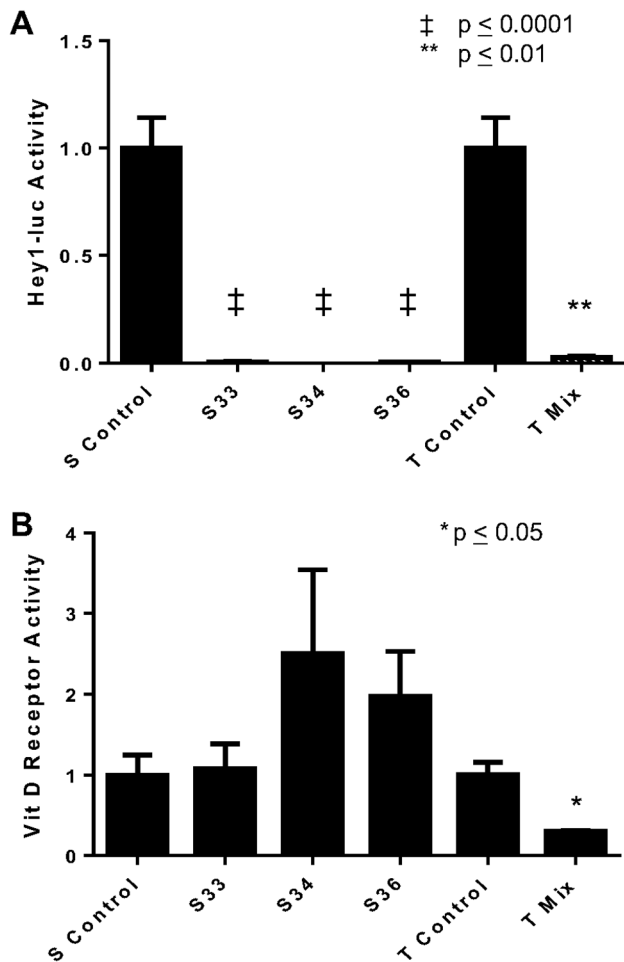 A
‡ p ≤ 0.0001
** p ≤ 0.01
Hey1-luc Activity
1.5
1.0
0.5
0.0
‡ ‡ ‡ **
S Control S33 S34 S36 T Control T Mix
B
*p ≤ 0.05
Vit D Receptor Activity
4
3
2
1
0
*
S Control S33 S34 S36 T Control T Mix